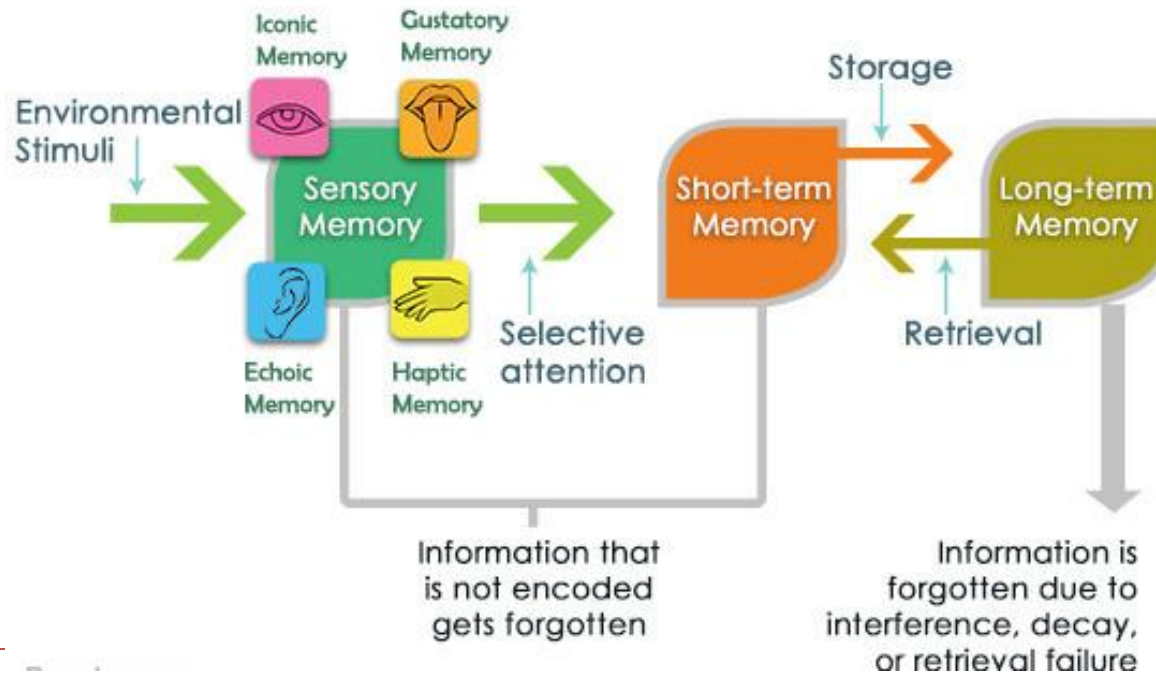 Iconic
Memory
Gustatory
Memory
Environmental
Stimuli
Sensory
Memory
Echoic
Memory
Haptic
Memory
Selective
attention
Short-term
Memory
Storage
Long-term
Memory
Retrieval
Information that
is not encoded
gets forgotten
Information is
forgotten due to
interference, decay,
or retrieval failure